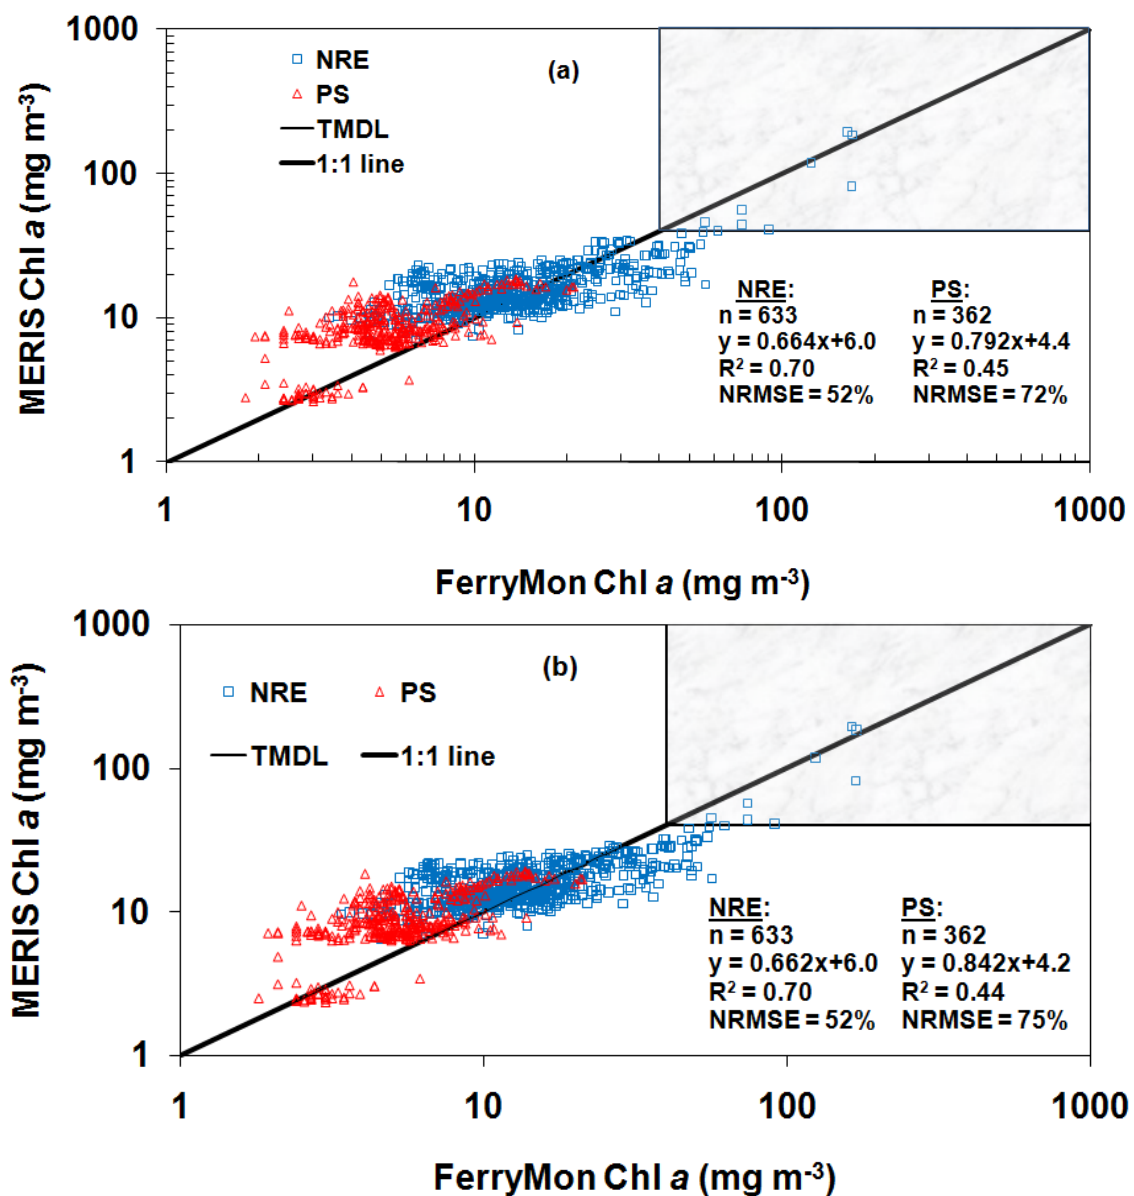 1000
100
10
1
MERIS Chl a (mg m-3)
NRE
PS
TMDL
1:1 line
(a)
NRE:
n = 633
y = 0.664x+6.0
R2 = 0.70
NRMSE = 52%
PS:
n = 362
y = 0.792x+4.4
R2 = 0.45
NRMSE = 72%
1 10 100 1000
FerryMon Chl a (mg m-3)
1000
100
10
1
MERIS Chl a (mg m-3)
(b)
NRE PS
TMDL 1:1 line
NRE:
n = 633
y = 0.662x+6.0
R2 = 0.70
NRMSE = 52%
PS:
n = 362
y = 0.842x+4.2
R2 = 0.44
NRMSE = 75%
1 10 100 1000
FerryMon Chl a (mg m-3)